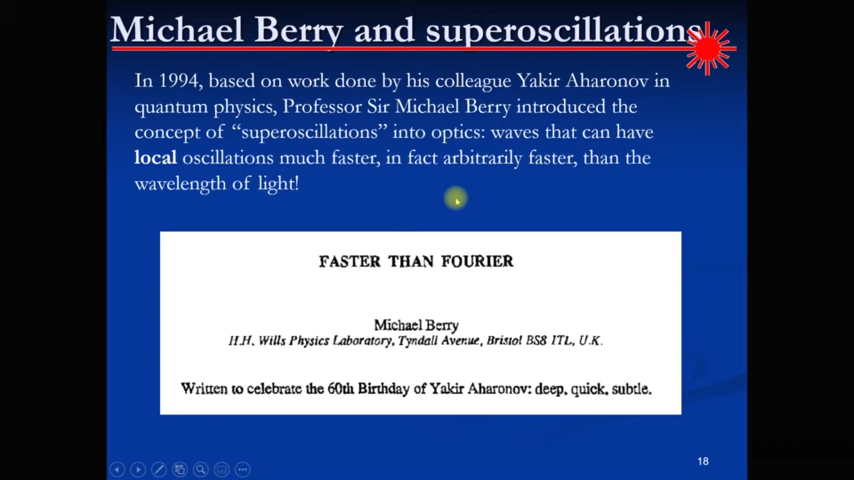 Michael Berry and superoscillations
In 1994, based on work done by his colleague Yakir Aharonov in
quantum physics, Professor Sir Michael Berry introduced the
concept of “superoscillations” into optics: waves that can have
local oscillations much faster, in fact arbitrarily faster, than the
wavelength of light!
FASTER THAN FOURIER
Michael Berry
H.H. Wills Physics Laboratory, Tyndall Avenue, Bristol BS8 1TL, U.K.
Written to celebrate the 60th Birthday of Yakir Aharonov: deep, quick, subtle.
18